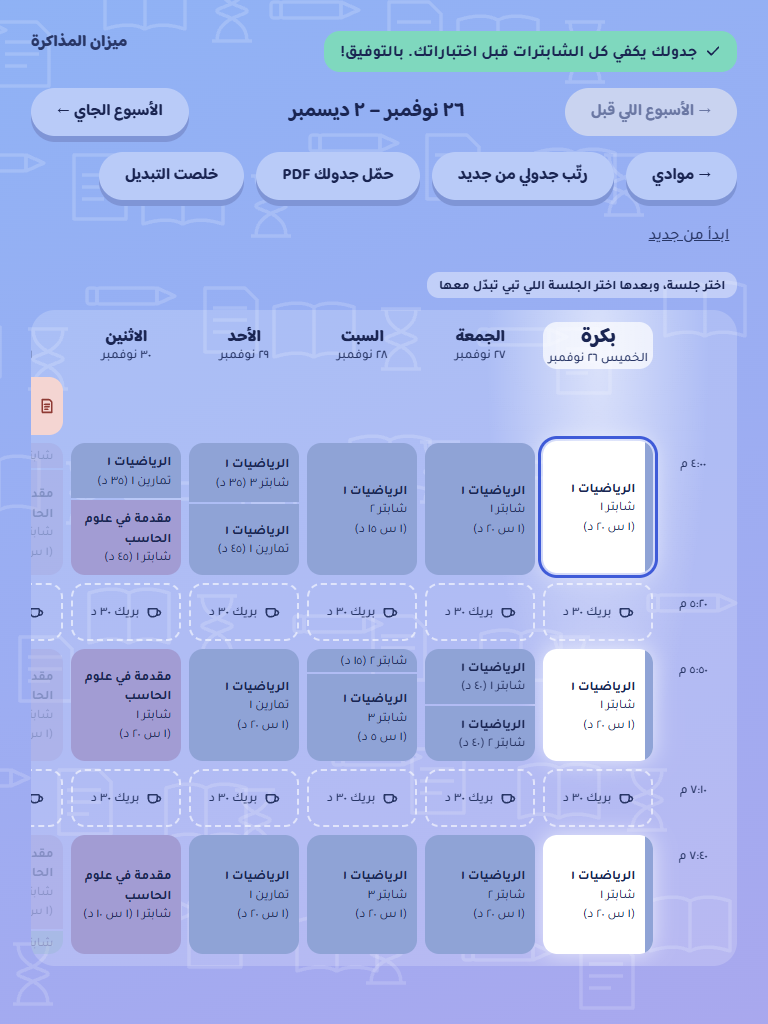 ميزان المذاكرة
جدولك يكفي كل الشابترات قبل اختباراتك. بالتوفيق!
→ الأسبوع اللي قبل
٢٦ نوفمبر – ٢ ديسمبر
الأسبوع الجاي ←
→ موادي
رتّب جدولي من جديد
حمّل جدولك PDF
خلصت التبديل
ابدأ من جديد
اختر جلسة، وبعدها اختر الجلسة اللي تبي تبدّل معها
بكرة
الخميس ٢٦ نوفمبر
الجمعة
٢٧ نوفمبر
السبت
٢٨ نوفمبر
الأحد
٢٩ نوفمبر
الاثنين
٣٠ نوفمبر
٤:٠٠ م
الرياضيات ١
شابتر ١
(١ س ٢٠ د)
الرياضيات ١
شابتر ١
(١ س ٢٠ د)
الرياضيات ١
شابتر ٢
(١ س ١٥ د)
الرياضيات ١
شابتر ٣ (٣٥ د)
الرياضيات ١
تمارين ١ (٤٥ د)
الرياضيات ١
تمارين ١ (٣٥ د)
مقدمة في علوم
الحاسب
شابتر ١ (٤٥ د)
٥:٢٠ م
بريك ٣٠ د
بريك ٣٠ د
بريك ٣٠ د
بريك ٣٠ د
بريك ٣٠ د
٥:٥٠ م
الرياضيات ١
شابتر ١
(١ س ٢٠ د)
الرياضيات ١
شابتر ١ (٤٠ د)
الرياضيات ١
شابتر ٢ (٤٠ د)
شابتر ٢ (١٥ د)
الرياضيات ١
شابتر ٣
(١ س ٥ د)
الرياضيات ١
تمارين ١
(١ س ٢٠ د)
مقدمة في علوم
الحاسب
شابتر ١
(١ س ٢٠ د)
٧:١٠ م
بريك ٣٠ د
بريك ٣٠ د
بريك ٣٠ د
بريك ٣٠ د
بريك ٣٠ د
٧:٤٠ م
الرياضيات ١
شابتر ١
(١ س ٢٠ د)
الرياضيات ١
شابتر ٢
(١ س ٢٠ د)
الرياضيات ١
شابتر ٣
(١ س ٢٠ د)
الرياضيات ١
تمارين ١
(١ س ٢٠ د)
مقدمة في علوم
الحاسب
شابتر ١ (١ س ١٠ د)